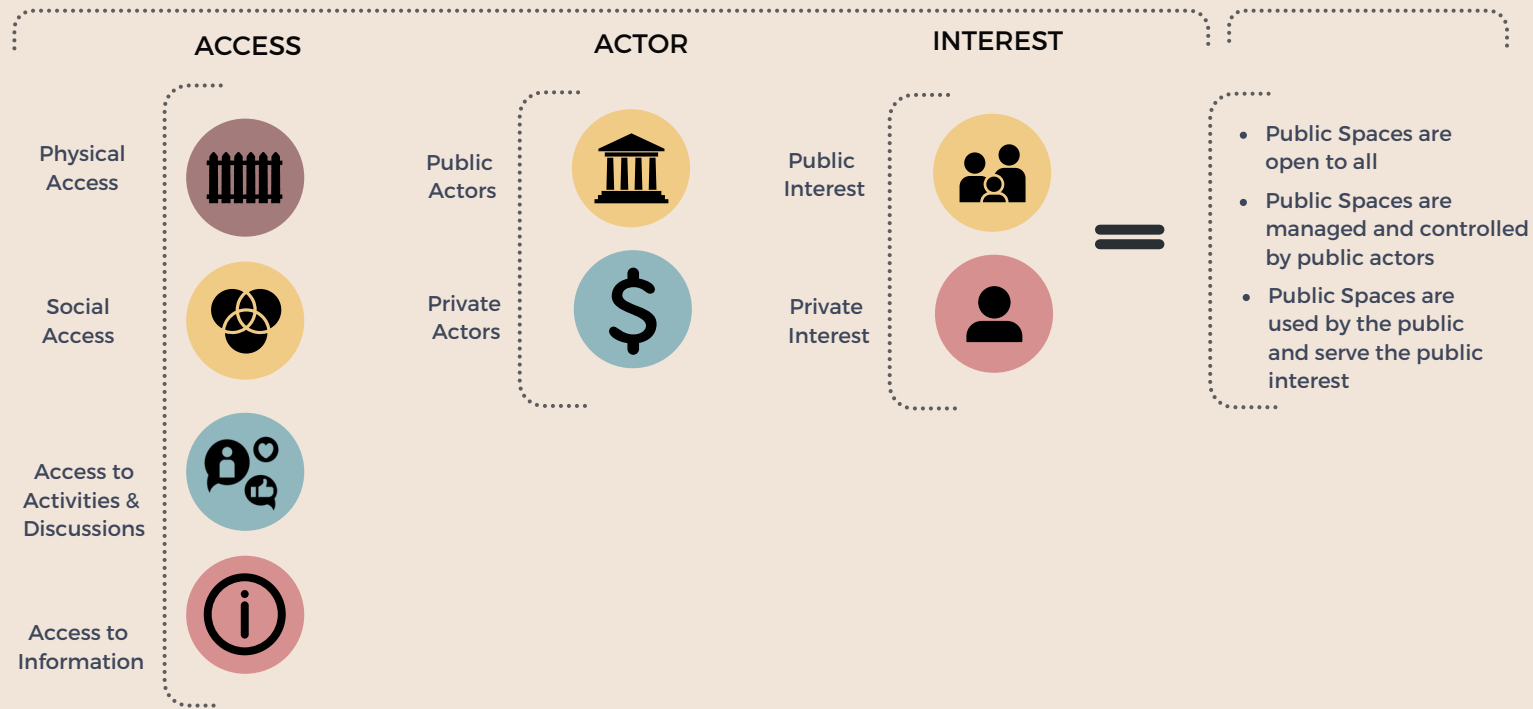 ACCESS
Physical
Access
Social
Access
Access to
Activities &
Discussions
Access to
Information
ACTOR
Public
Actors
Private
Actors
INTEREST
Public
Interest
Private
Interest
• Public Spaces are
open to all
• Public Spaces are
managed and controlled
by public actors
• Public Spaces are
used by the public
and serve the public
interest